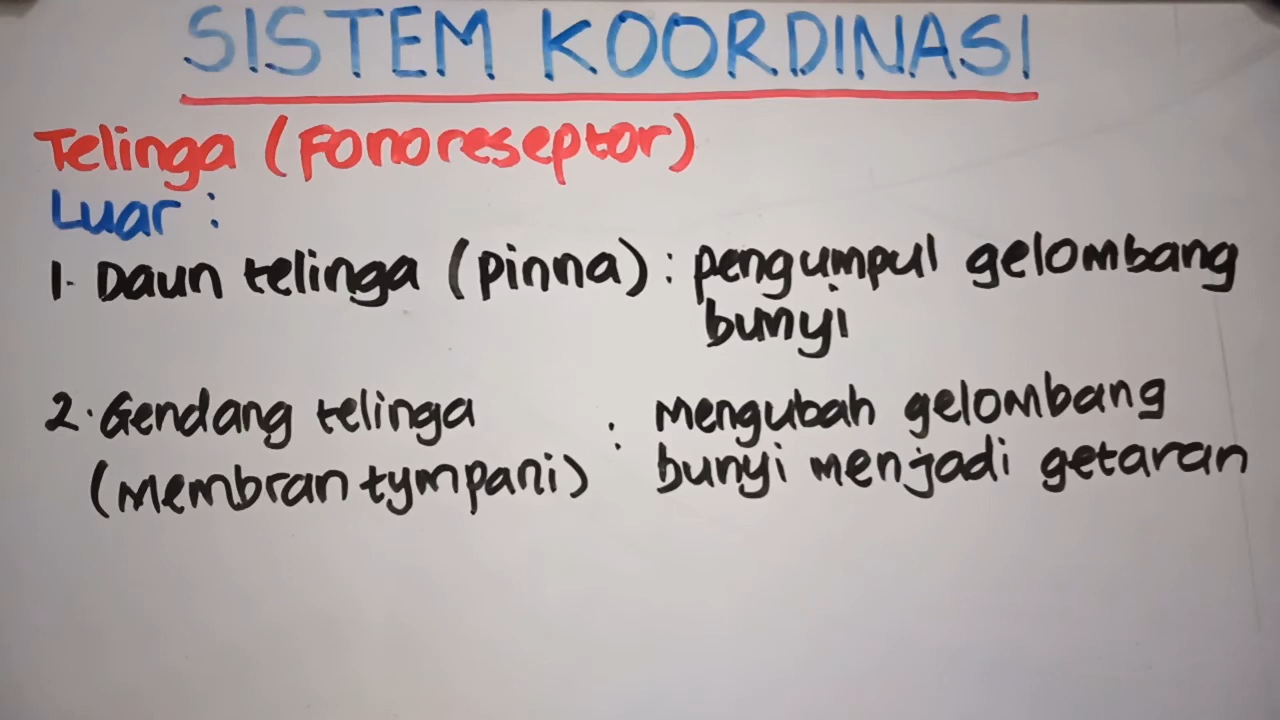 SISTEM KOORDINASI
Telinga (Fonoreseptor)
Luar :
1. Daun telinga (pinna) : pengumpul gelombang
bunyi
2. Gendang telinga : Mengubah gelombang
(Membran tympani) bunyi menjadi getaran